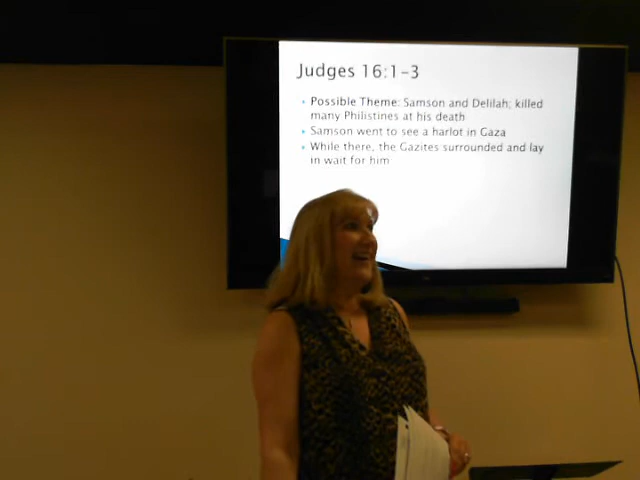 Judges 16:1-3
Possible Theme: Samson and Delilah; killed
many Philistines at his death
Samson went to see a harlot in Gaza
While there, the Gazites surrounded and lay
in wait for him